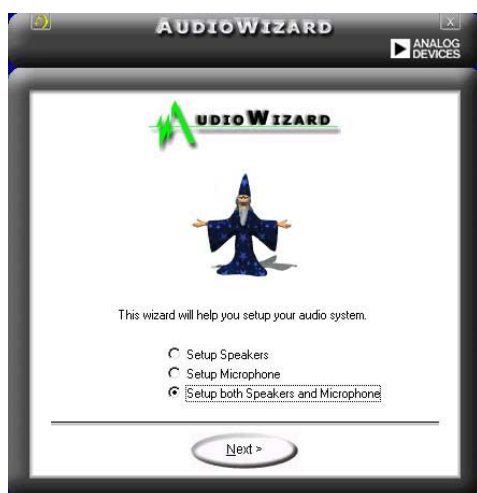 AUDIOWIZARD
X
ANALOG
DEVICES
AUDIOWIZARD
This wizard will help you setup your audio system.
Setup Speakers
Setup Microphone
Setup both Speakers and Microphone
Next >